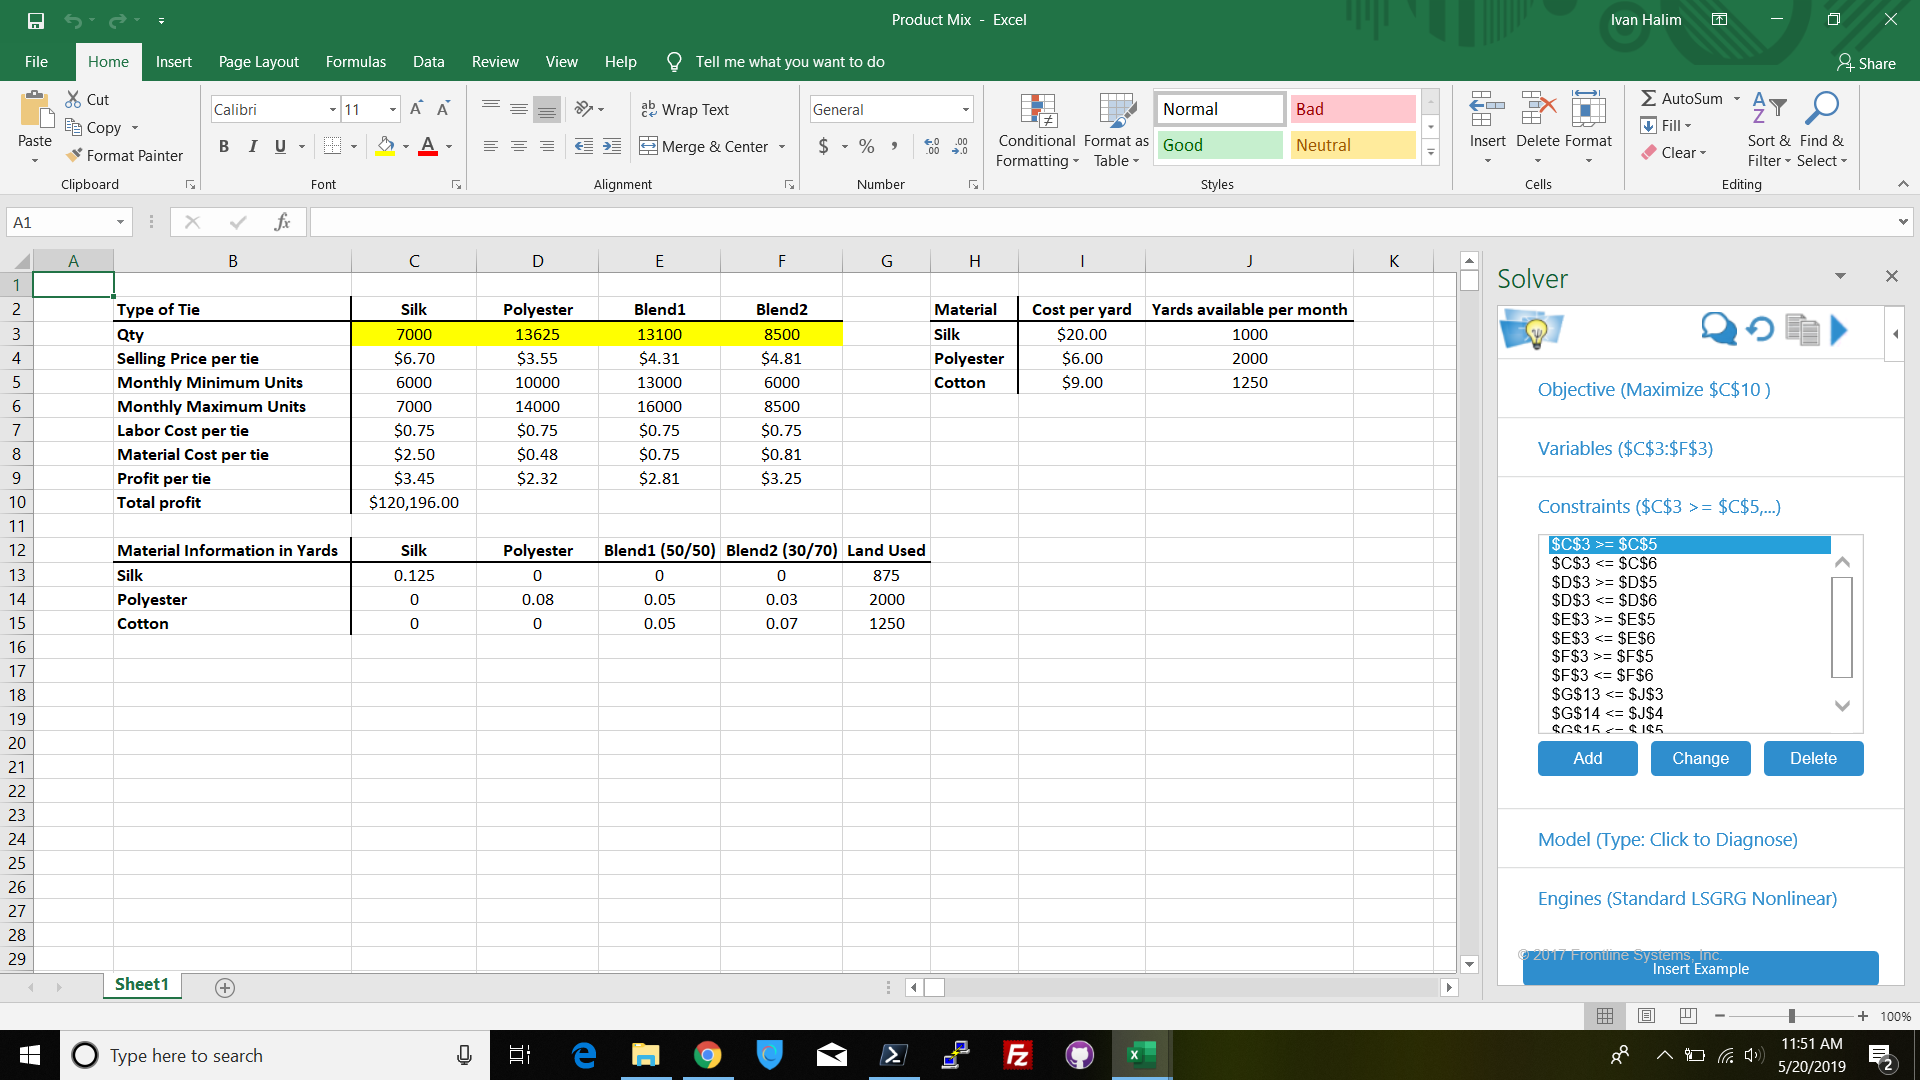 Product Mix - Excel
Ivan Halim
File Home Insert Page Layout Formulas Data Review View Help Tell me what you want to do
Share
Paste
Cut
Copy
Format Painter
Clipboard
Calibri 11
B I U
Font
Wrap Text
Merge & Center
Alignment
General
$ % ,
Number
Conditional Formatting
Format as Table
Normal Bad
Good Neutral
Styles
Insert Delete Format
Cells
AutoSum
Fill
Clear
Sort & Filter
Find & Select
Editing
A1 fx
A B C D E F G H I J K
1
2 Type of Tie Silk Polyester Blend1 Blend2 Material Cost per yard Yards available per month
3 Qty 7000 13625 13100 8500 Silk $20.00 1000
4 Selling Price per tie $6.70 $3.55 $4.31 $4.81 Polyester $6.00 2000
5 Monthly Minimum Units 6000 10000 13000 6000 Cotton $9.00 1250
6 Monthly Maximum Units 7000 14000 16000 8500
7 Labor Cost per tie $0.75 $0.75 $0.75 $0.75
8 Material Cost per tie $2.50 $0.48 $0.75 $0.81
9 Profit per tie $3.45 $2.32 $2.81 $3.25
10 Total profit $120,196.00
11
12 Material Information in Yards Silk Polyester Blend1 (50/50) Blend2 (30/70) Land Used
13 Silk 0.125 0 0 0 875
14 Polyester 0 0.08 0.05 0.03 2000
15 Cotton 0 0 0.05 0.07 1250
16
17
18
19
20
21
22
23
24
25
26
27
28
29
Sheet1
Solver
Objective (Maximize $C$10 )
Variables ($C$3:$F$3)
Constraints ($C$3 >= $C$5,...)
$C$3 >= $C$5
$C$3 <= $C$6
$D$3 >= $D$5
$D$3 <= $D$6
$E$3 >= $E$5
$E$3 <= $E$6
$F$3 >= $F$5
$F$3 <= $F$6
$G$13 <= $J$3
$G$14 <= $J$4
$G$15 <= $J$5
Add Change Delete
Model (Type: Click to Diagnose)
Engines (Standard LSGRG Nonlinear)
© 2017 Frontline Systems, Inc.
Insert Example
100%
Type here to search
11:51 AM
5/20/2019
2